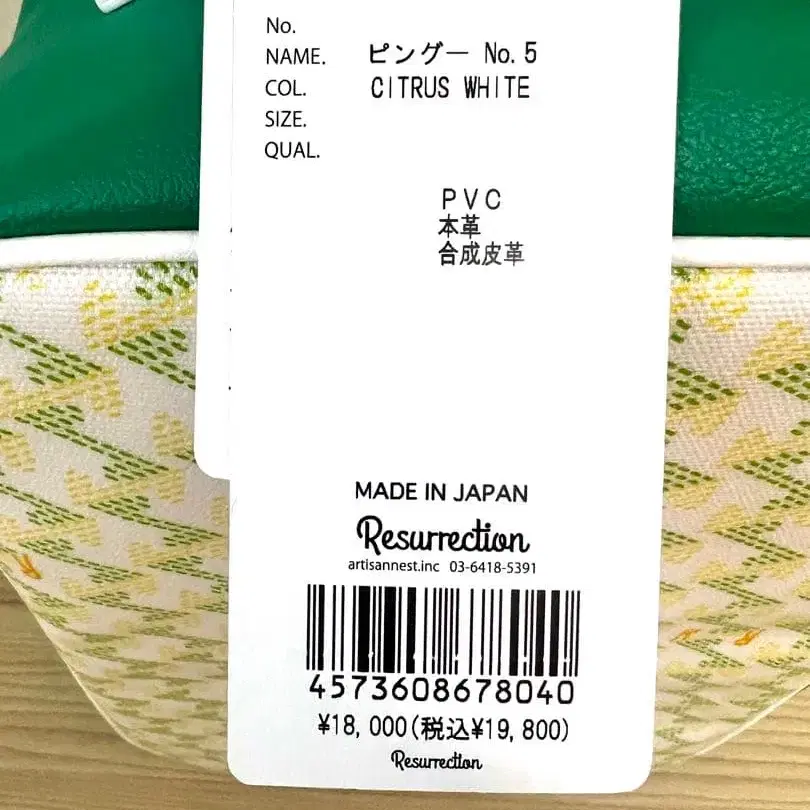 No.
NAME. ピングー No.5
COL. CITRUS WHITE
SIZE.
QUAL.
PVC
本革
合成皮革
MADE IN JAPAN
Resurrection
artisannest.inc 03-6418-5391
4573608678040
¥18,000(税込¥19,800)
Resurrection